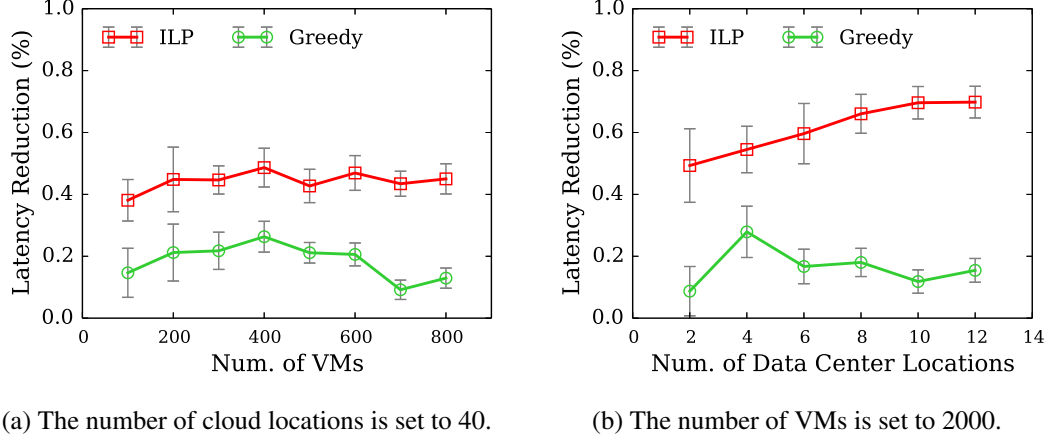 1.0
0.8
0.6
0.4
0.2
0.0
Latency Reduction (%)
ILP Greedy
0 200 400 600 800
Num. of VMs
(a) The number of cloud locations is set to 40.
1.0
0.8
0.6
0.4
0.2
0.0
Latency Reduction (%)
ILP Greedy
0 2 4 6 8 10 12 14
Num. of Data Center Locations
(b) The number of VMs is set to 2000.